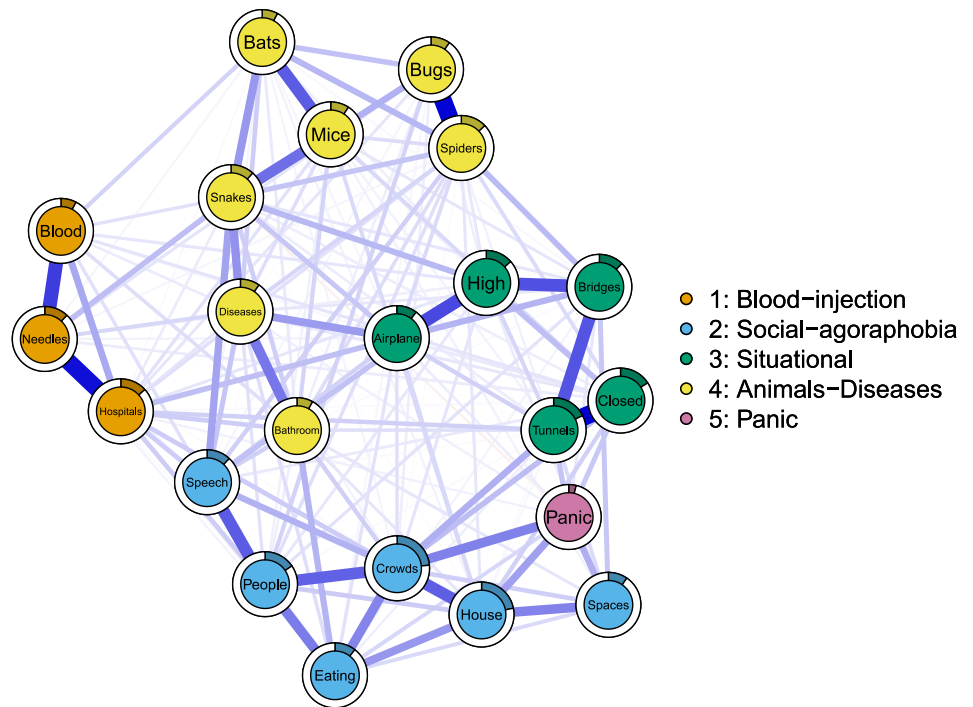 Bats
Bugs
Mice
Spiders
Snakes
Blood
High
Bridges
Diseases
Needles
Airplane
Closed
Hospitals
Bathroom
Tunnels
Speech
Panic
Crowds
People
House
Spaces
Eating
1: Blood−injection
2: Social−agoraphobia
3: Situational
4: Animals−Diseases
5: Panic